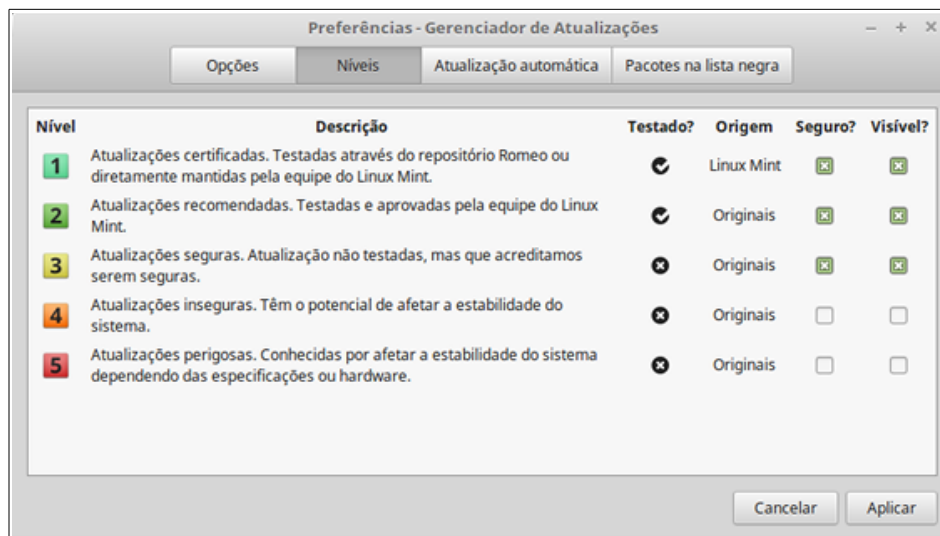 Preferências - Gerenciador de Atualizações
Opções Níveis Atualização automática Pacotes na lista negra
Nível Descrição Testado? Origem Seguro? Visível?
1 Atualizações certificadas. Testadas através do repositório Romeo ou
diretamente mantidas pela equipe do Linux Mint. Linux Mint
2 Atualizações recomendadas. Testadas e aprovadas pela equipe do Linux
Mint. Originais
3 Atualizações seguras. Atualização não testadas, mas que acreditamos
serem seguras. Originais
4 Atualizações inseguras. Têm o potencial de afetar a estabilidade do
sistema. Originais
5 Atualizações perigosas. Conhecidas por afetar a estabilidade do sistema
dependendo das especificações ou hardware. Originais
Cancelar Aplicar